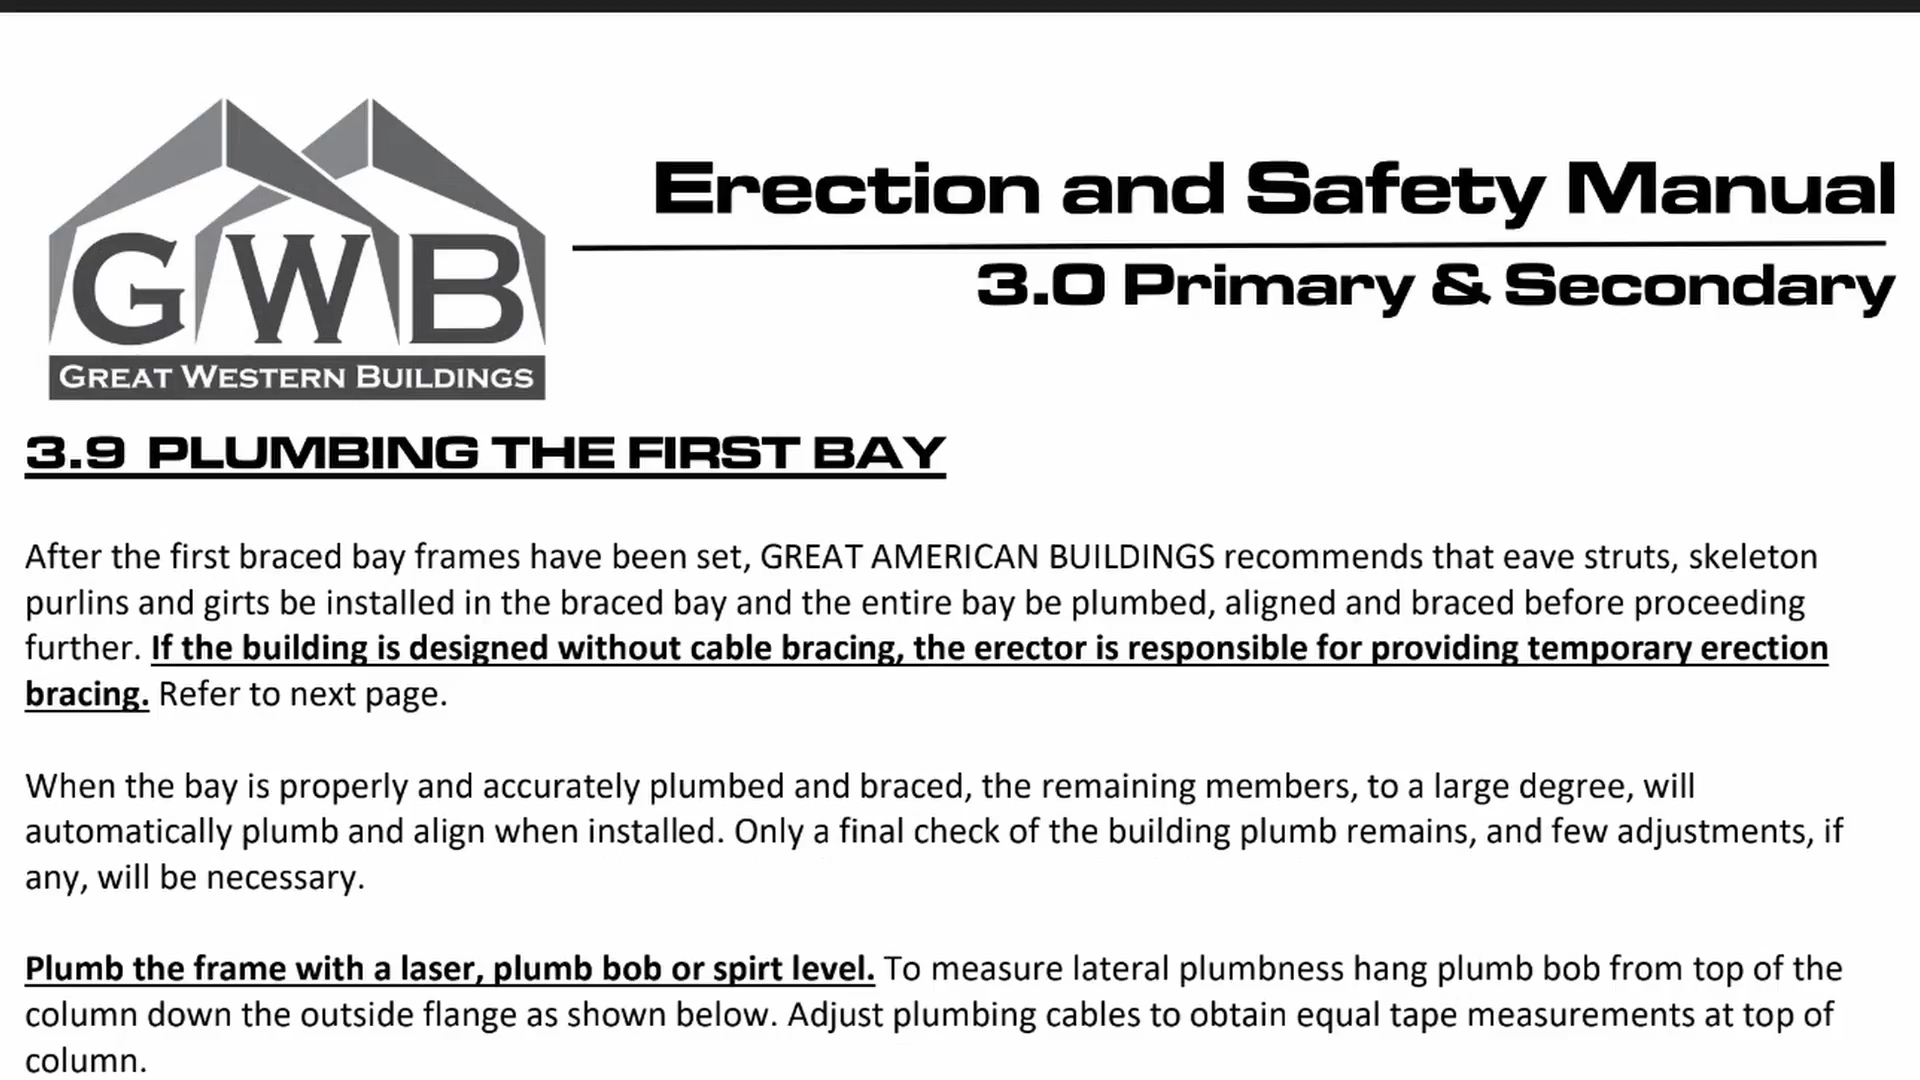 GWB
GREAT WESTERN BUILDINGS
Erection and Safety Manual
3.0 Primary & Secondary
3.9 PLUMBING THE FIRST BAY
After the first braced bay frames have been set, GREAT AMERICAN BUILDINGS recommends that eave struts, skeleton
purlins and girts be installed in the braced bay and the entire bay be plumbed, aligned and braced before proceeding
further. If the building is designed without cable bracing, the erector is responsible for providing temporary erection
bracing. Refer to next page.
When the bay is properly and accurately plumbed and braced, the remaining members, to a large degree, will
automatically plumb and align when installed. Only a final check of the building plumb remains, and few adjustments, if
any, will be necessary.
Plumb the frame with a laser, plumb bob or spirt level. To measure lateral plumbness hang plumb bob from top of the
column down the outside flange as shown below. Adjust plumbing cables to obtain equal tape measurements at top of
column.